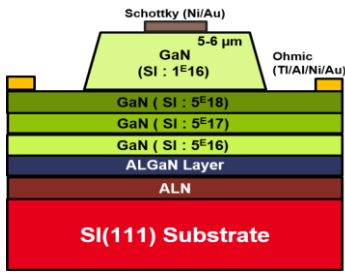 Schottky (Ni/Au)
5-6 μm
GaN
(SI : 1E16)
Ohmic
(TI/Al/Ni/Au)
GaN ( SI : 5E18)
GaN ( SI : 5E17)
GaN ( SI : 5E16)
ALGaN Layer
ALN
SI(111) Substrate